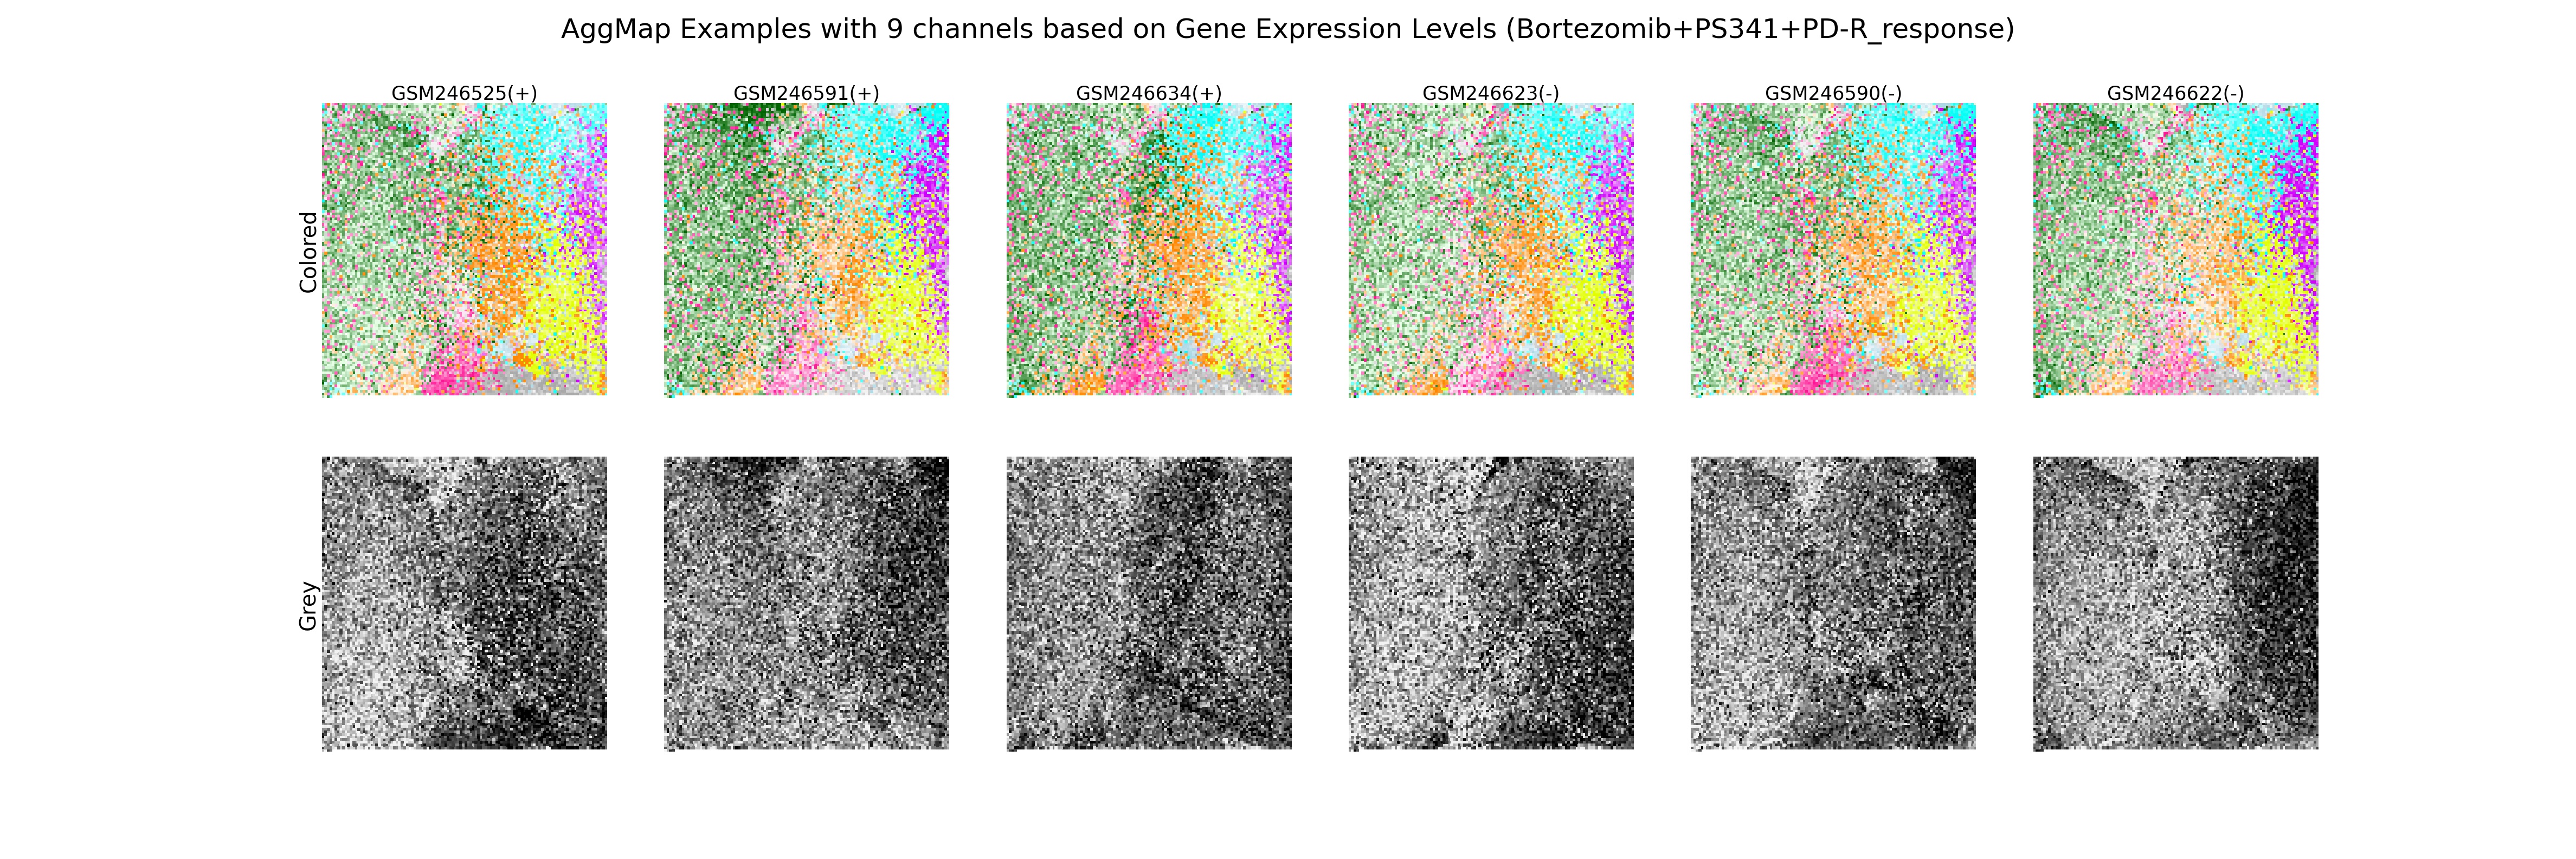 AggMap Examples with 9 channels based on Gene Expression Levels (Bortezomib+PS341+PD-R_response)
GSM246525(+)
GSM246591(+)
GSM246634(+)
GSM246623(-)
GSM246590(-)
GSM246622(-)
Colored
Grey